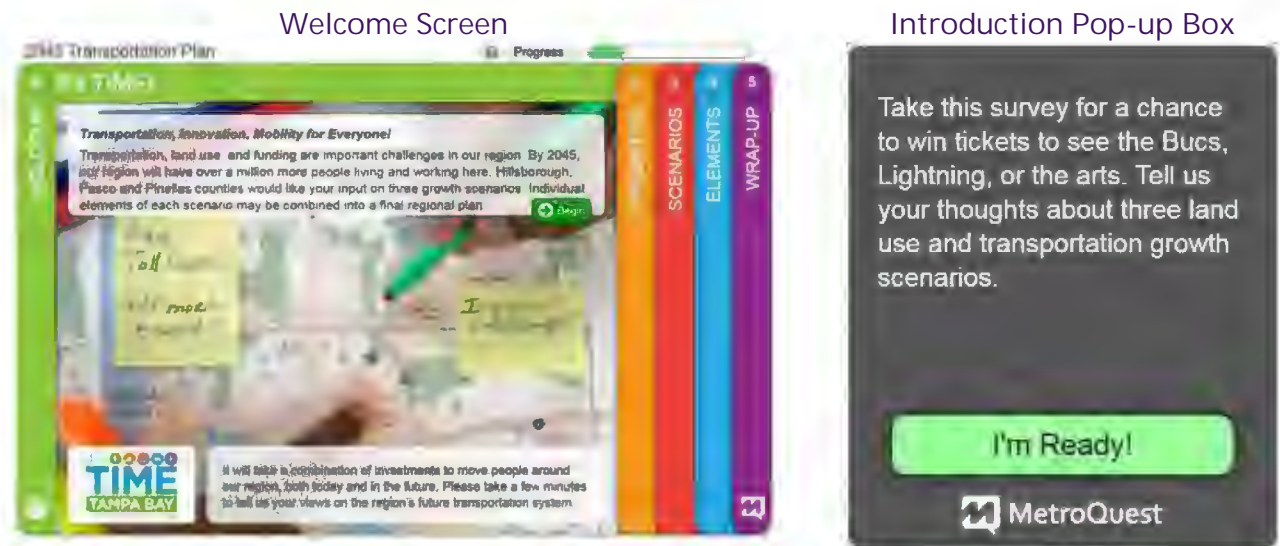 Welcome Screen
Introduction Pop-up Box
2045 Transportation Plan
Progress
Transportation, Innovation, Mobility for Everyone!
Transportation, land use and funding are important challenges in our region By 2045,
our region will have over a million more people living and working here. Hillsborough,
Pasco and Pinellas counties would like your input on three growth scenarios Individual
elements of each scenario may be combined into a final regional plan
Begin
all
more
I
TIME
TAMPA BAY
It will take a combination of investments to move people around
our region, both today and in the future. Please take a few minutes
to tell us your views on the region's future transportation system
3
SCENARIOS
4
ELEMENTS
5
WRAP-UP
Take this survey for a chance
to win tickets to see the Bucs,
Lightning, or the arts. Tell us
your thoughts about three land
use and transportation growth
scenarios.
I'm Ready!
MetroQuest